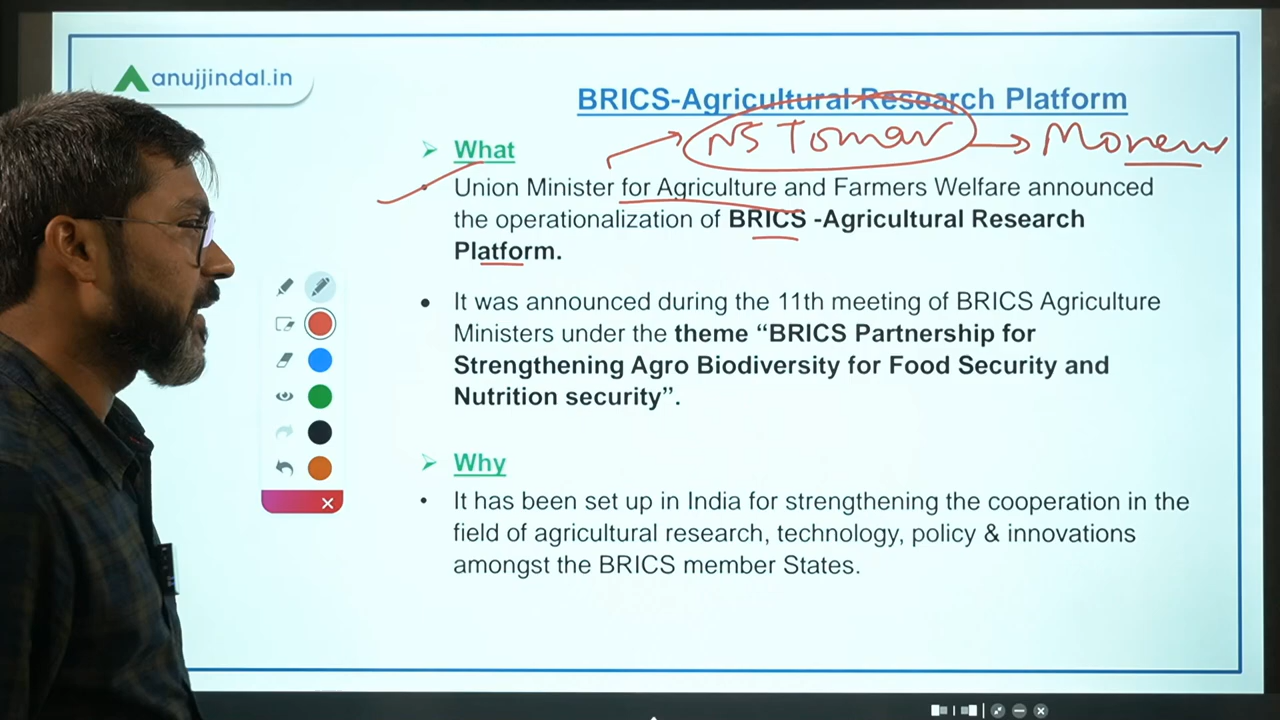 anujjindal.in
BRICS-Agricultural Research Platform
NS Tomar → Morena
➢ What
• Union Minister for Agriculture and Farmers Welfare announced
the operationalization of BRICS -Agricultural Research
Platform.
• It was announced during the 11th meeting of BRICS Agriculture
Ministers under the theme “BRICS Partnership for
Strengthening Agro Biodiversity for Food Security and
Nutrition security”.
➢ Why
• It has been set up in India for strengthening the cooperation in the
field of agricultural research, technology, policy & innovations
amongst the BRICS member States.